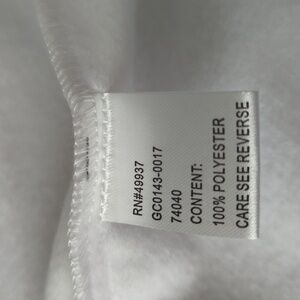 RN#49937
GC0143-0017
74040
CONTENT:
100% POLYESTER
CARE SEE REVERSE